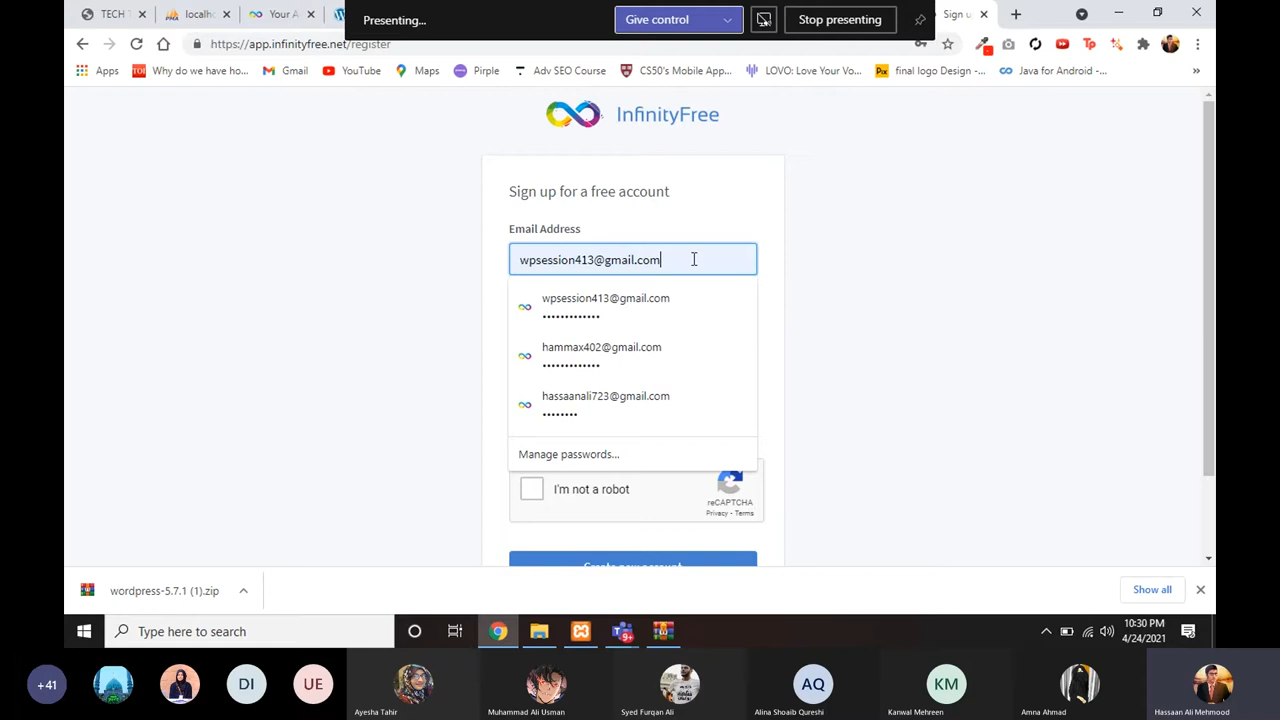 TECH T
localh
Your A
Presenting...
Give control
Stop presenting
Sign u
https://app.infinityfree.net/register
Apps
Why do we have ho...
Gmail
YouTube
Maps
Pirple
Adv SEO Course
CS50's Mobile App...
LOVO: Love Your Vo...
final logo Design -...
Java for Android -...
InfinityFree
Sign up for a free account
Email Address
wpsession413@gmail.com
wpsession413@gmail.com
•••••••••••••
hammax402@gmail.com
•••••••••••••
hassaanali723@gmail.com
••••••••
Manage passwords...
I'm not a robot
reCAPTCHA
Privacy - Terms
Create new account
wordpress-5.7.1 (1).zip
Show all
Type here to search
9+
10:30 PM
4/24/2021
+41
DI
UE
AQ
KM
Ayesha Tahir
Muhammad Ali Usman
Syed Furqan Ali
Alina Shoaib Qureshi
Kanwal Mehreen
Amna Ahmad
Hassaan Ali Mehmood